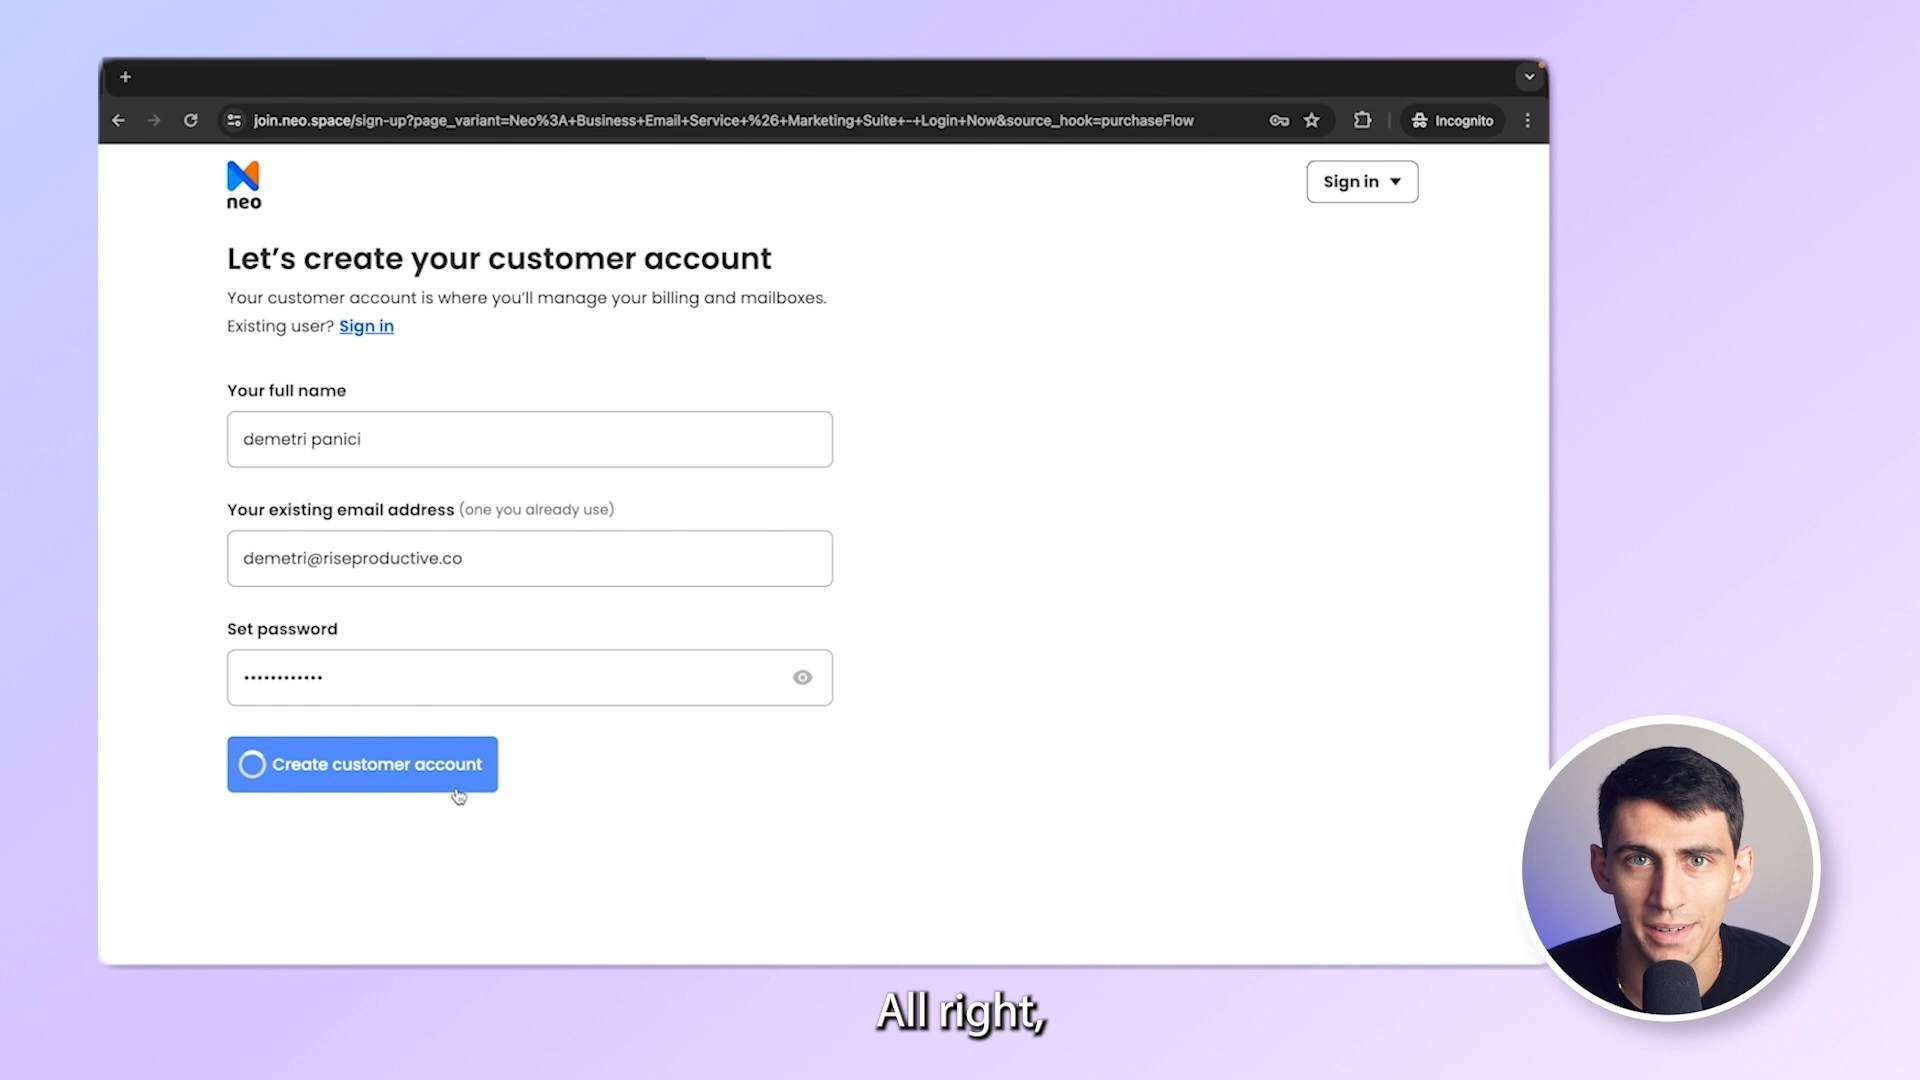 join.neo.space/sign-up?page_variant=Neo%3A+Business+Email+Service+%26+Marketing+Suite+-+Login+Now&source_hook=purchaseFlow
Incognito
neo
Sign in
Let’s create your customer account
Your customer account is where you’ll manage your billing and mailboxes.
Existing user? Sign in
Your full name
demetri panici
Your existing email address (one you already use)
demetri@riseproductive.co
Set password
••••••••••••
Create customer account
All right,